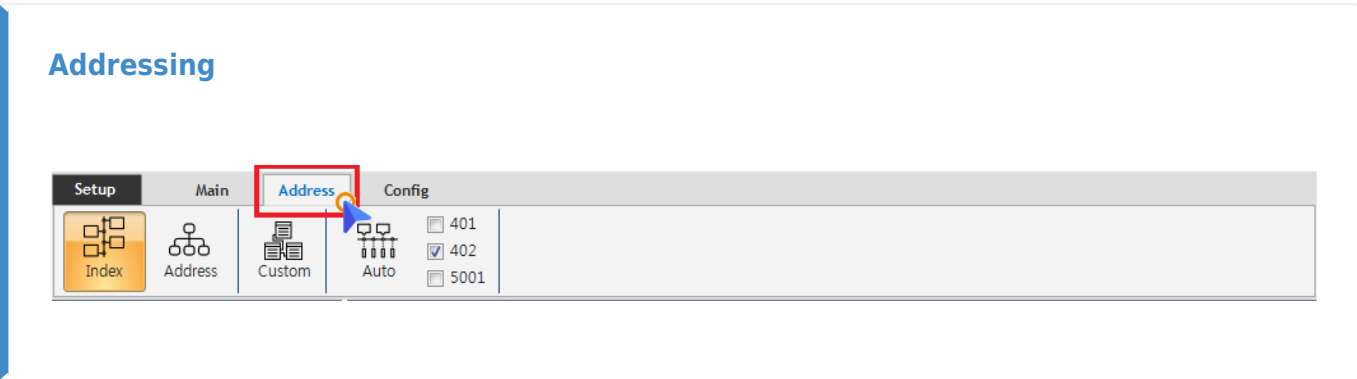 Addressing
Setup Main Address Config
401
402
5001
Index Address Custom Auto